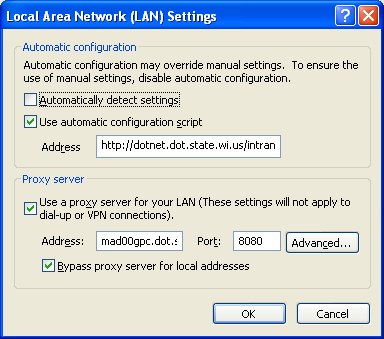 Local Area Network (LAN) Settings
Automatic configuration
Automatic configuration may override manual settings. To ensure the
use of manual settings, disable automatic configuration.
Automatically detect settings
Use automatic configuration script
Address http://dotnet.dot.state.wi.us/intran
Proxy server
Use a proxy server for your LAN (These settings will not apply to
dial-up or VPN connections).
Address: mad00gpc.dot.s Port: 8080 Advanced...
Bypass proxy server for local addresses
OK Cancel